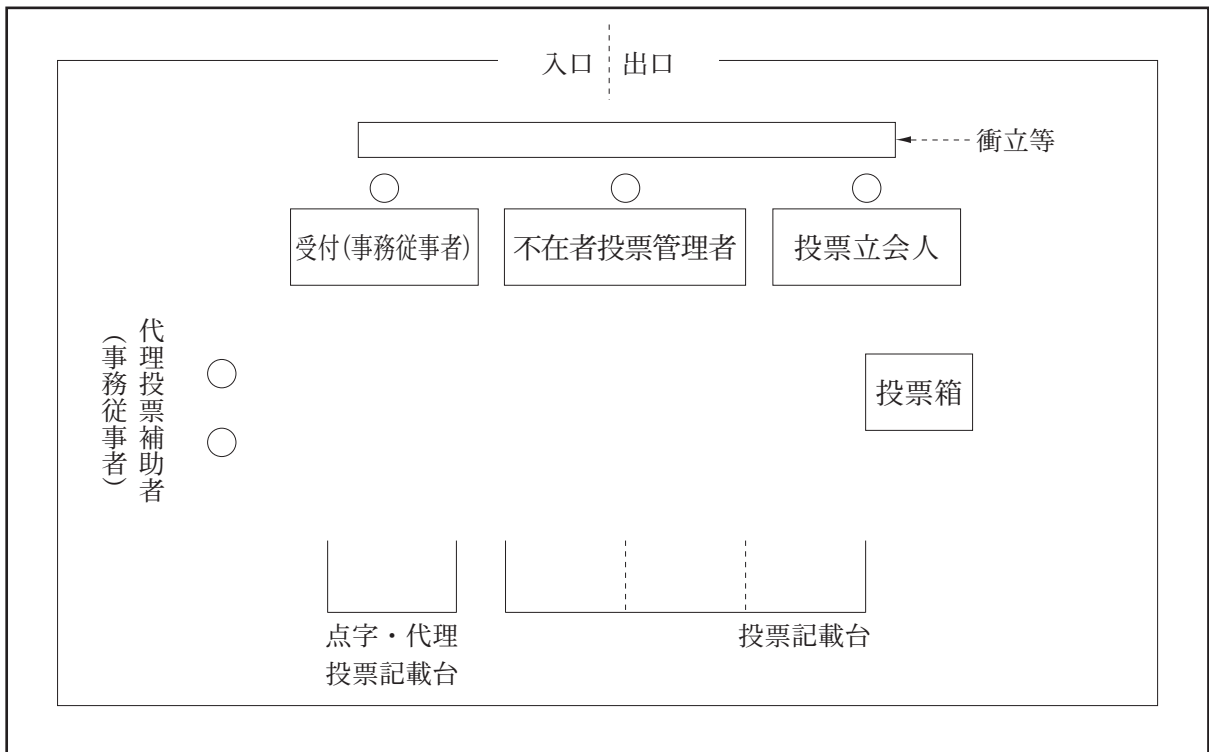 入口 出口
衝立等
受付(事務従事者)
不在者投票管理者
投票立会人
代理投票補助者
(事務従事者)
投票箱
点字・代理
投票記載台
投票記載台